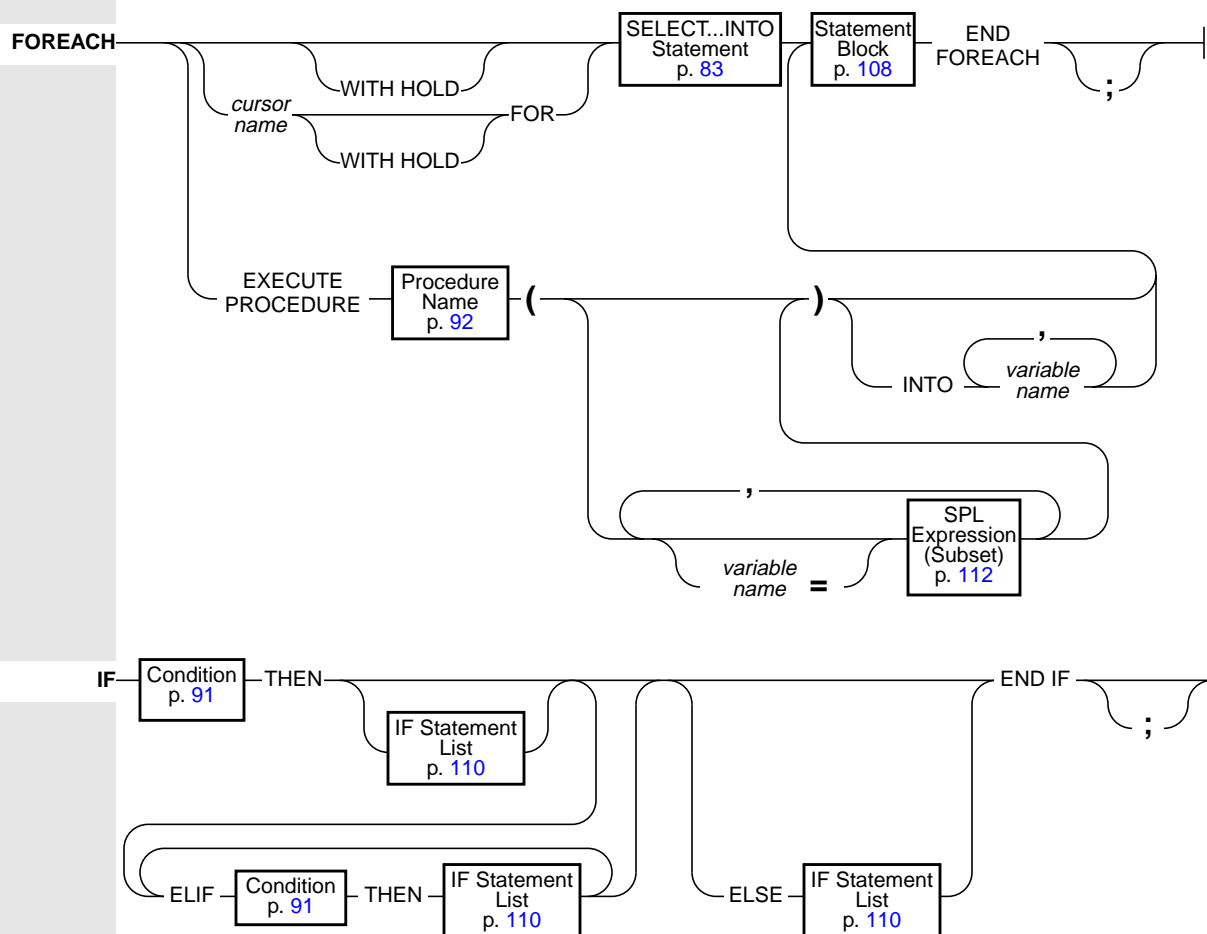 FOREACH
WITH HOLD
cursor
name
WITH HOLD
FOR
SELECT...INTO
Statement
p. 83
Statement
Block
p. 108
END
FOREACH
;
EXECUTE
PROCEDURE
Procedure
Name
p. 92
(
)
INTO
,
variable
name
,
variable
name =
SPL
Expression
(Subset)
p. 112
IF
Condition
p. 91
THEN
IF Statement
List
p. 110
END IF
;
ELIF
Condition
p. 91
THEN
IF Statement
List
p. 110
ELSE
IF Statement
List
p. 110